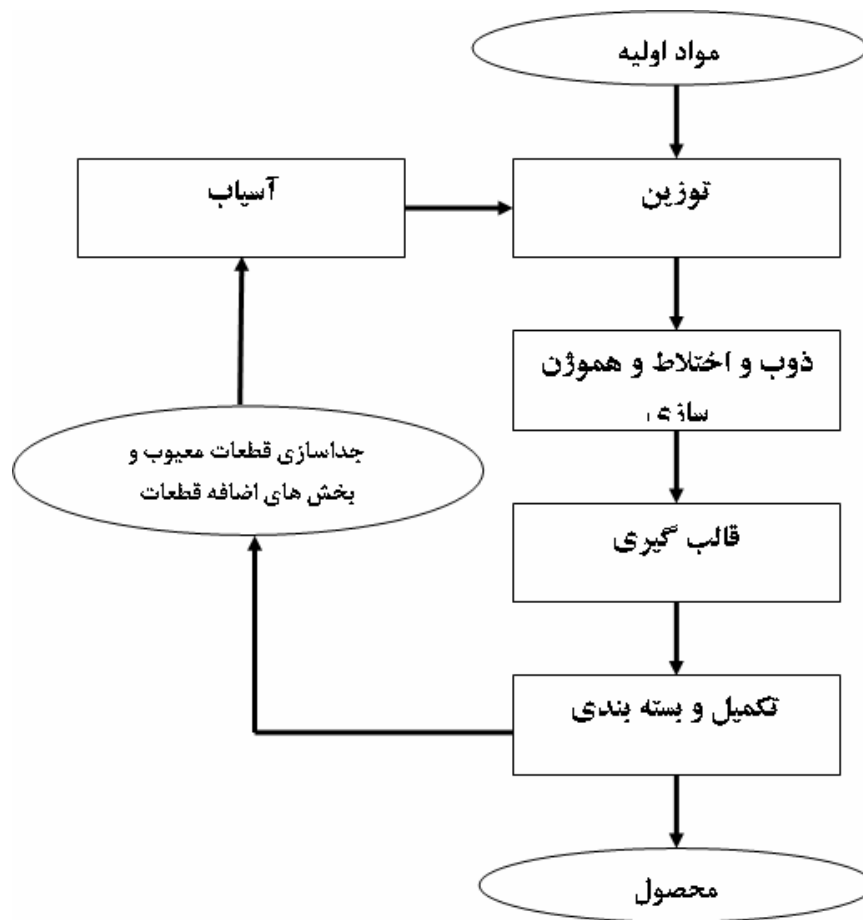 مواد اولیه
توزین
آسیاب
ذوب و اختلاط و هموژن
سازی
جداسازی قطعات معیوب و
بخش های اضافه قطعات
قالب گیری
تکمیل و بسته بندی
محصول